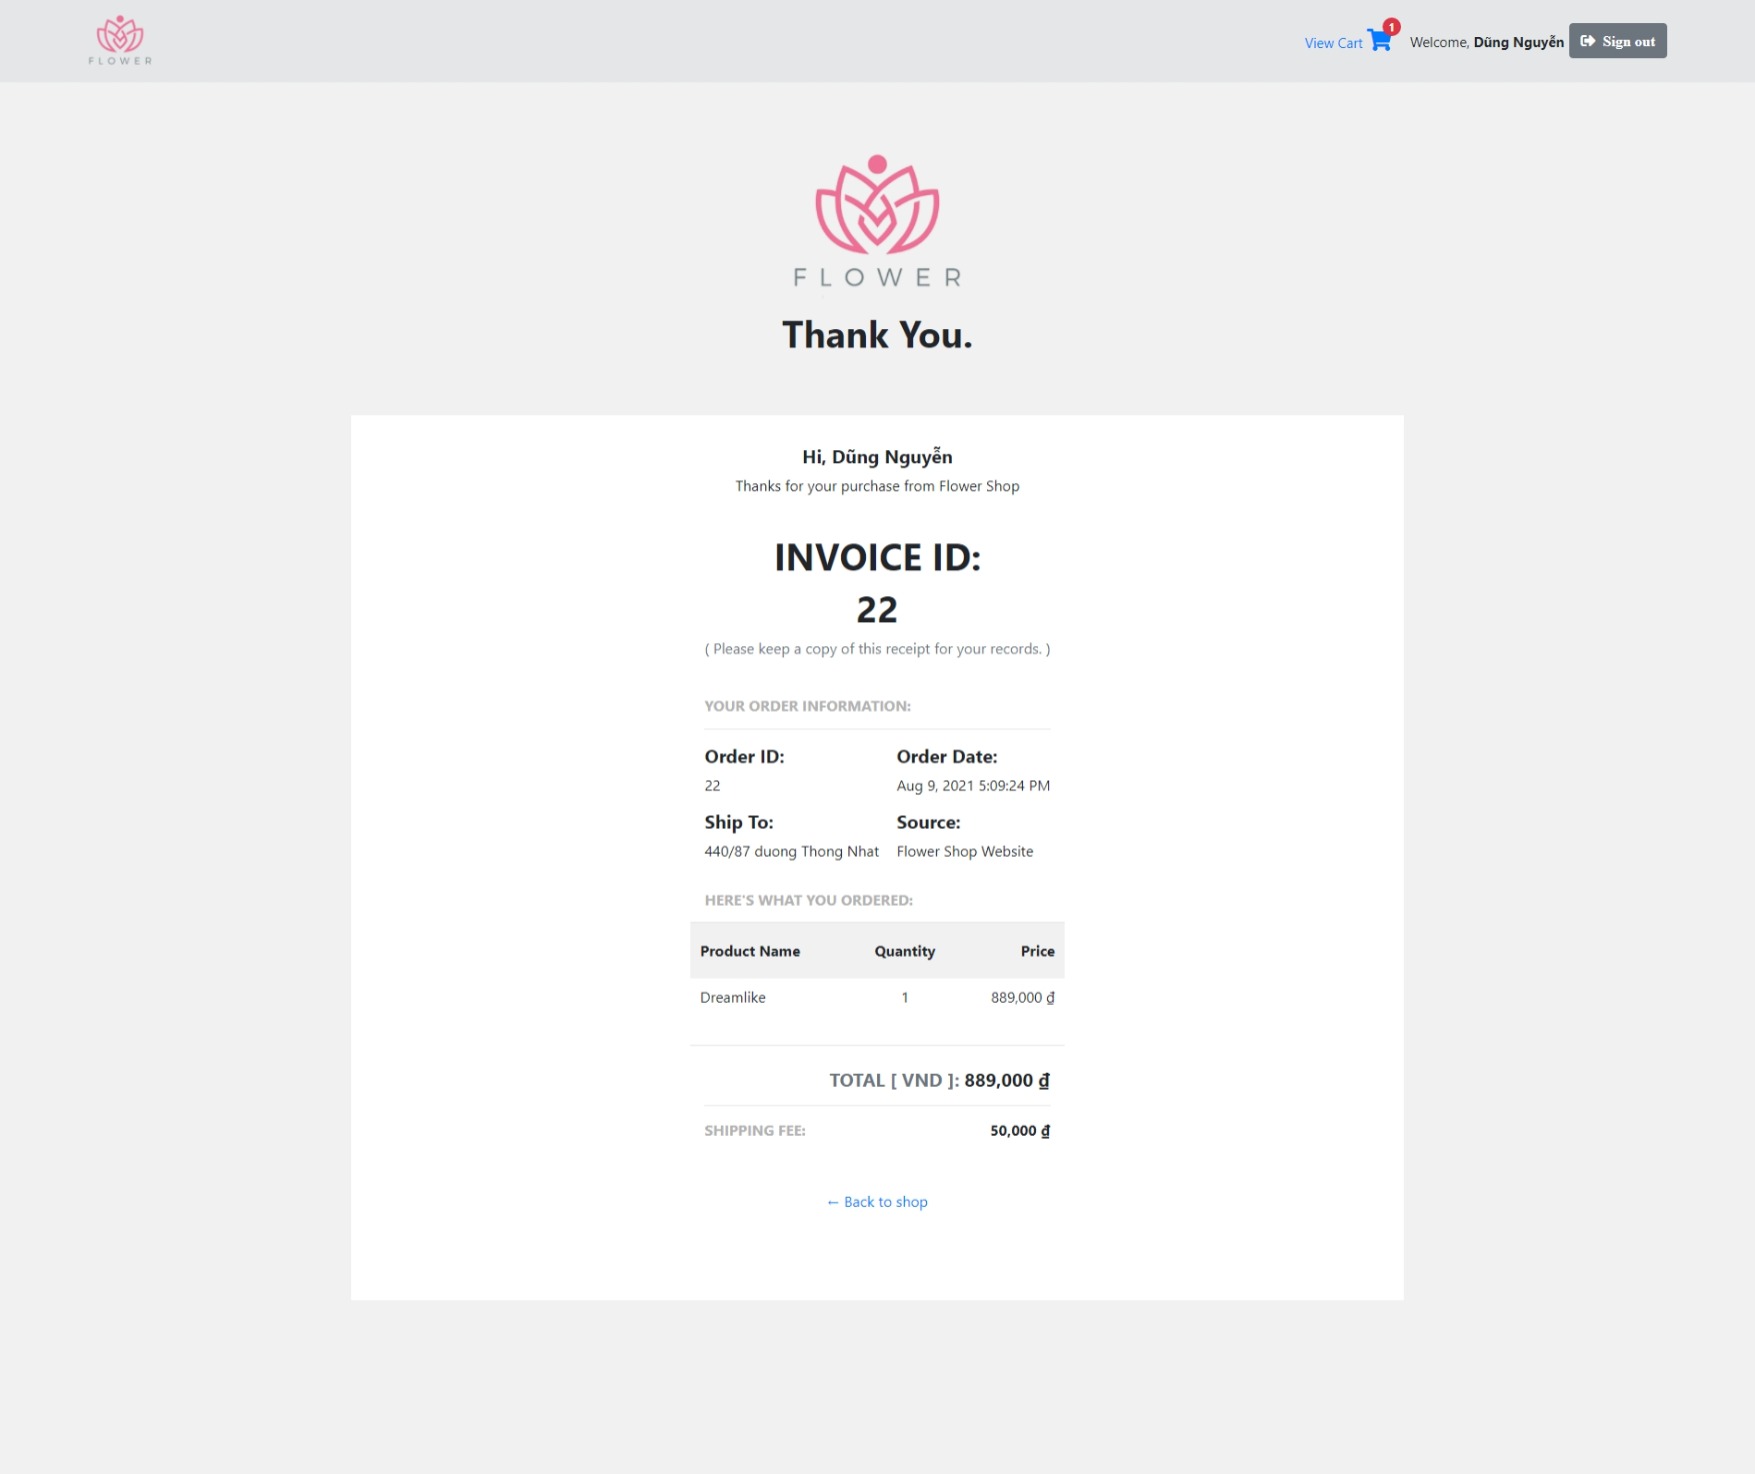 FLOWER
View Cart 1 Welcome, Dũng Nguyễn Sign out
FLOWER
Thank You.
Hi, Dũng Nguyễn
Thanks for your purchase from Flower Shop
INVOICE ID:
22
( Please keep a copy of this receipt for your records. )
YOUR ORDER INFORMATION:
Order ID: Order Date:
22 Aug 9, 2021 5:09:24 PM
Ship To: Source:
440/87 duong Thong Nhat Flower Shop Website
HERE'S WHAT YOU ORDERED:
Product Name Quantity Price
Dreamlike 1 889,000 ₫
TOTAL [ VND ]: 889,000 ₫
SHIPPING FEE: 50,000 ₫
← Back to shop